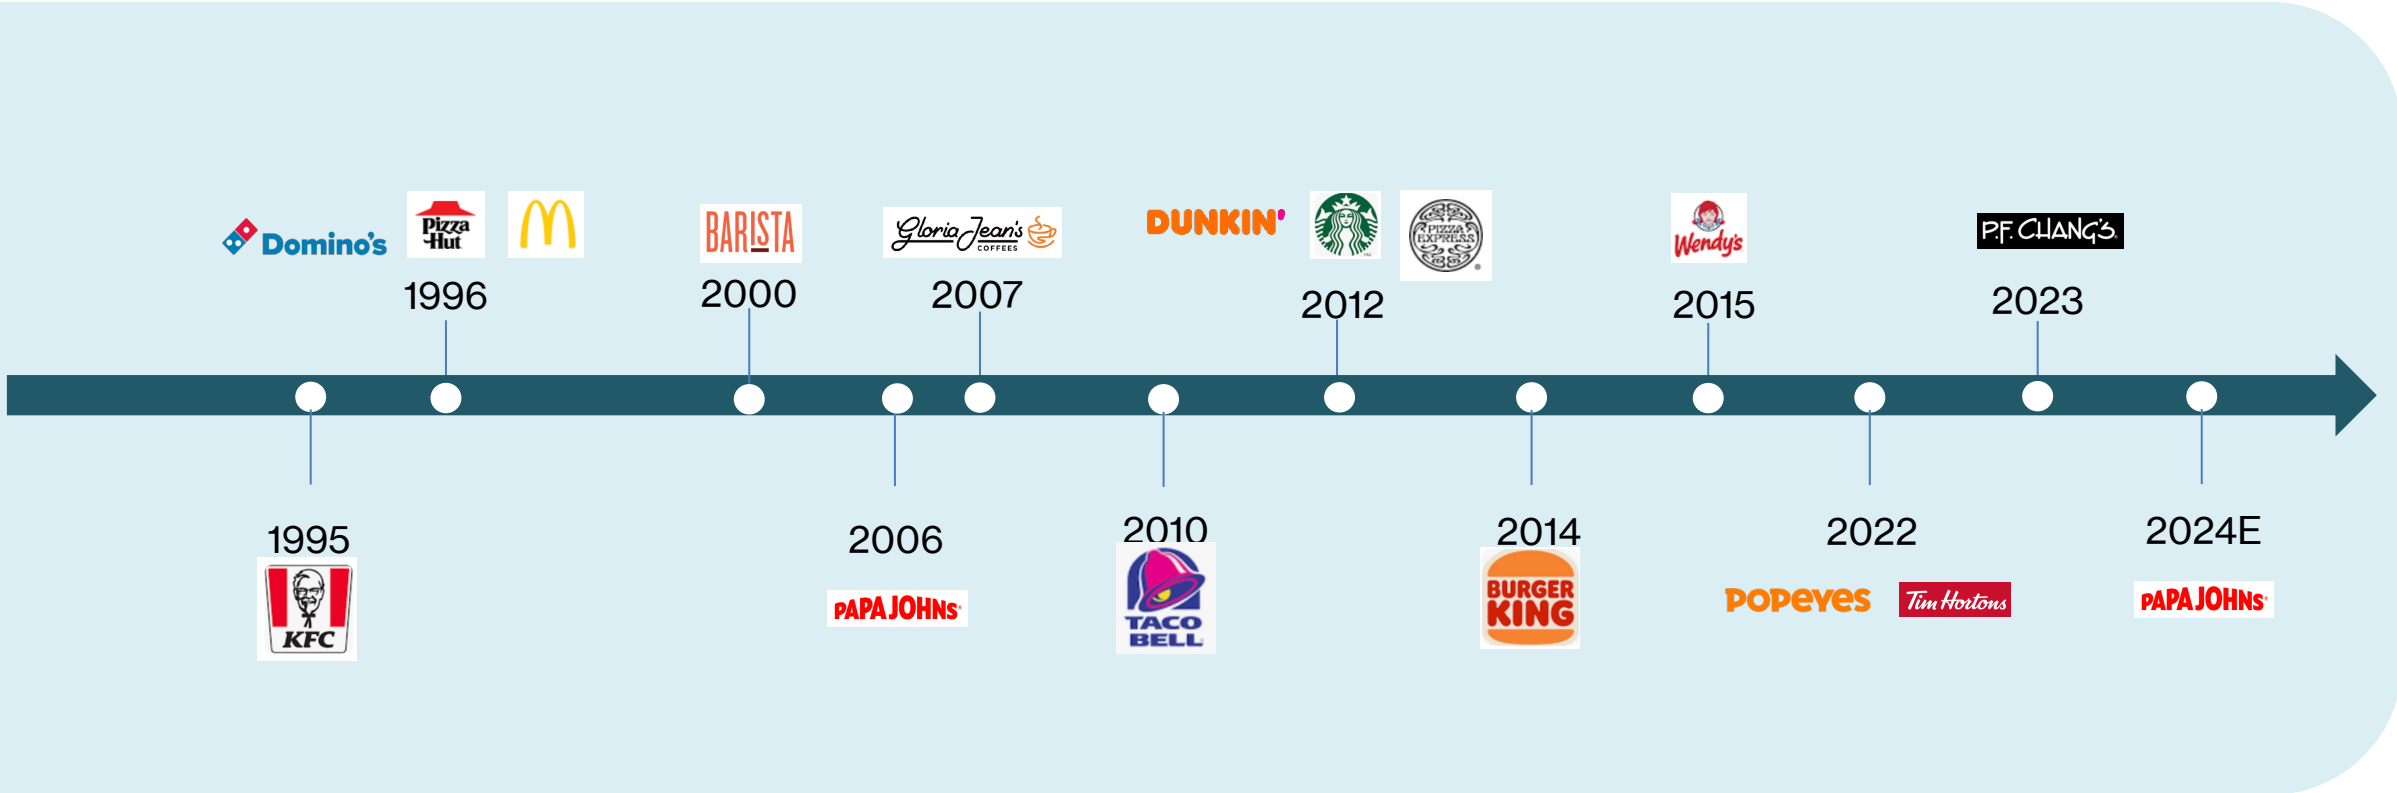 Domino's
Pizza
Hut
BARISTA
Gloria Jean's
COFFEES
DUNKIN'
PIZZA
EXPRESS
®
Wendy's
P.F. CHANG'S
1996
2000
2007
2012
2015
2023
1995
2006
2010
2014
2022
2024E
KFC
PAPA JOHNS
TACO
BELL
BURGER
KING
POPEYES
Tim Hortons
PAPA JOHNS